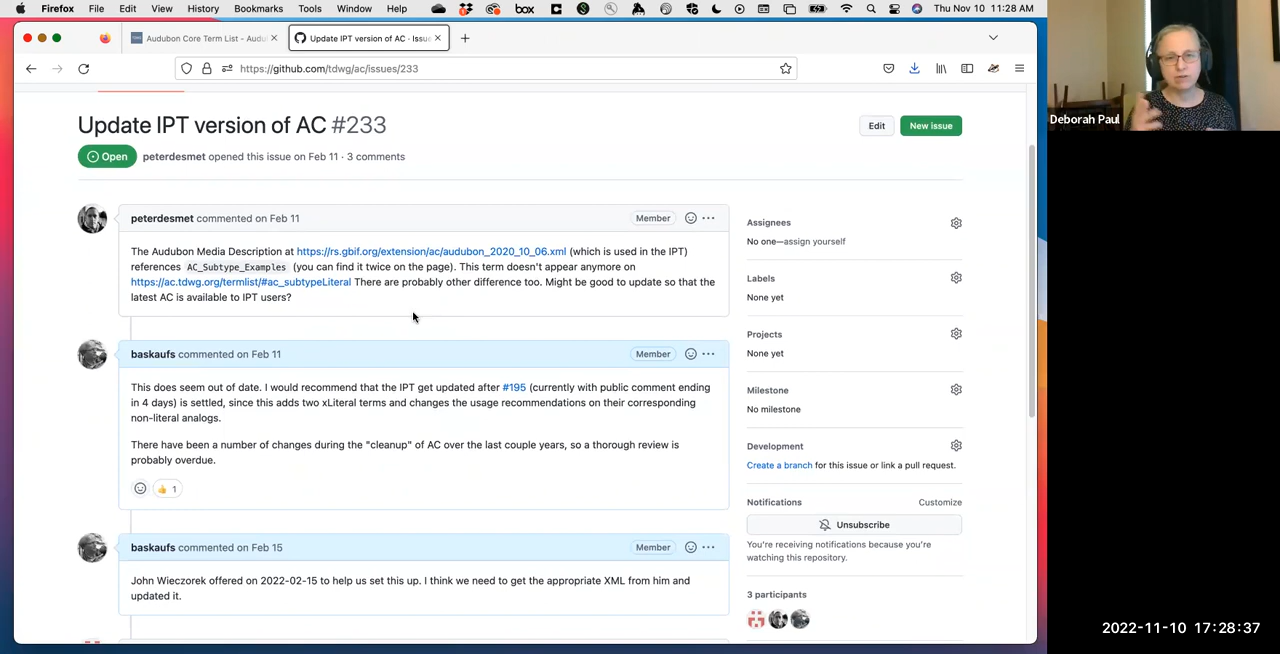 Firefox File Edit View History Bookmarks Tools Window Help box Thu Nov 10 11:28 AM
Audubon Core Term List - Audu
Update IPT version of AC · Issue
https://github.com/tdwg/ac/issues/233
Update IPT version of AC #233
Edit New issue
Open peterdesmet opened this issue on Feb 11 · 3 comments
peterdesmet commented on Feb 11 Member
The Audubon Media Description at https://rs.gbif.org/extension/ac/audubon_2020_10_06.xml (which is used in the IPT)
references AC_Subtype_Examples (you can find it twice on the page). This term doesn't appear anymore on
https://ac.tdwg.org/termlist/#ac_subtypeLiteral There are probably other difference too. Might be good to update so that the
latest AC is available to IPT users?
baskaufs commented on Feb 11 Member
This does seem out of date. I would recommend that the IPT get updated after #195 (currently with public comment ending
in 4 days) is settled, since this adds two xLiteral terms and changes the usage recommendations on their corresponding
non-literal analogs.
There have been a number of changes during the "cleanup" of AC over the last couple years, so a thorough review is
probably overdue.
1
baskaufs commented on Feb 15 Member
John Wieczorek offered on 2022-02-15 to help us set this up. I think we need to get the appropriate XML from him and
updated it.
Assignees
No one—assign yourself
Labels
None yet
Projects
None yet
Milestone
No milestone
Development
Create a branch for this issue or link a pull request.
Notifications Customize
Unsubscribe
You're receiving notifications because you're
watching this repository.
3 participants
Deborah Paul
2022-11-10 17:28:37